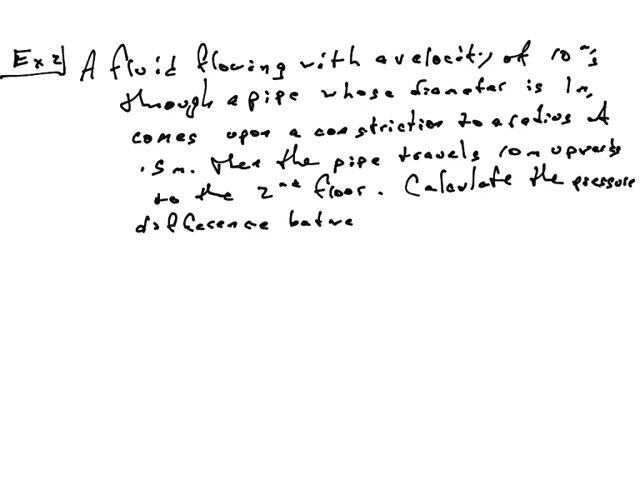 Ex 2] A fluid flowing with a velocity of 10 m/s
through a pipe whose diameter is 1m,
comes upon a constriction to a radius of
.5m. Then the pipe travels 10m upwards
to the 2nd floor. Calculate the pressure
difference betwe